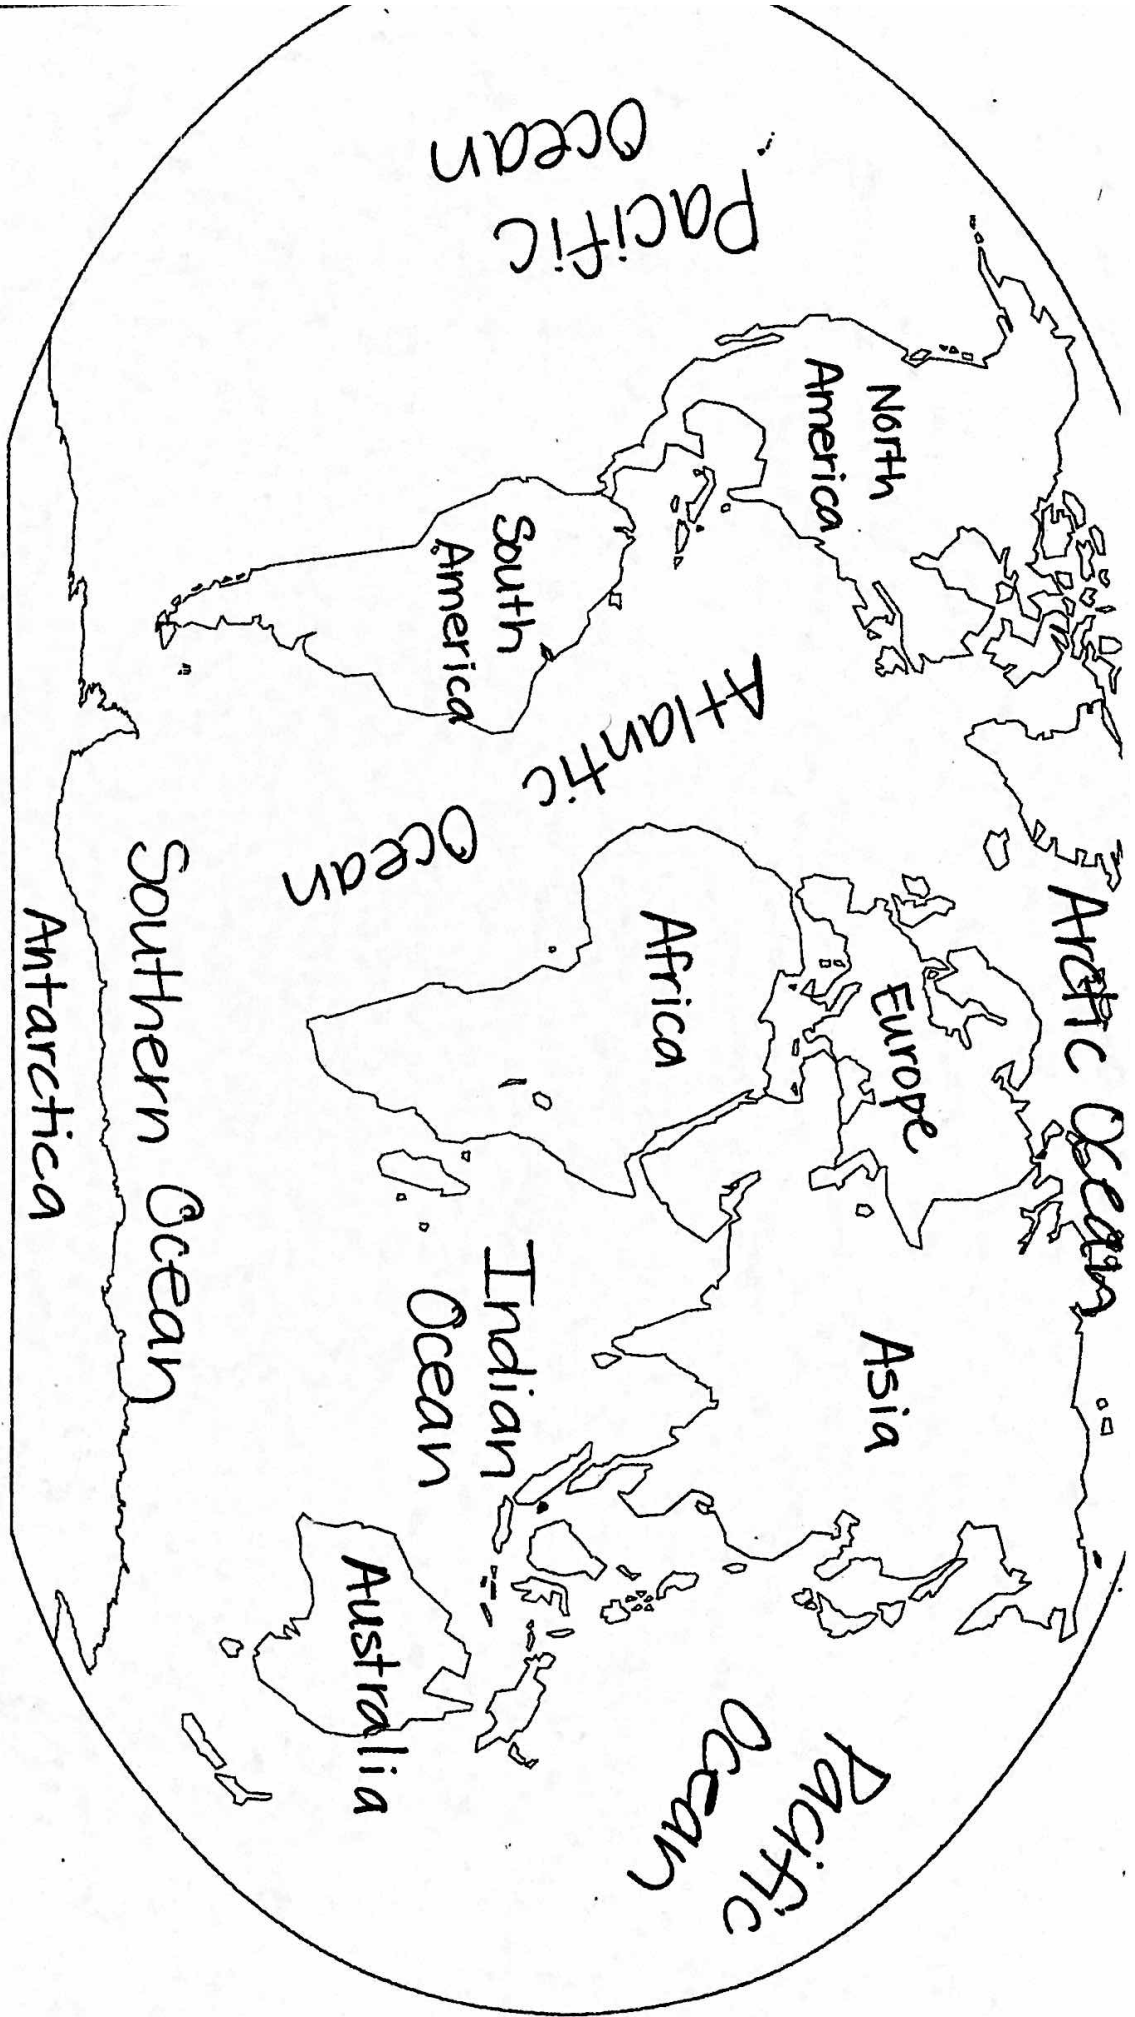 Arctic Ocean
North
America
Europe
Asia
Pacific
Ocean
Atlantic
Ocean
Africa
Pacific
Ocean
South
America
Indian
Ocean
Australia
Southern Ocean
Antarctica